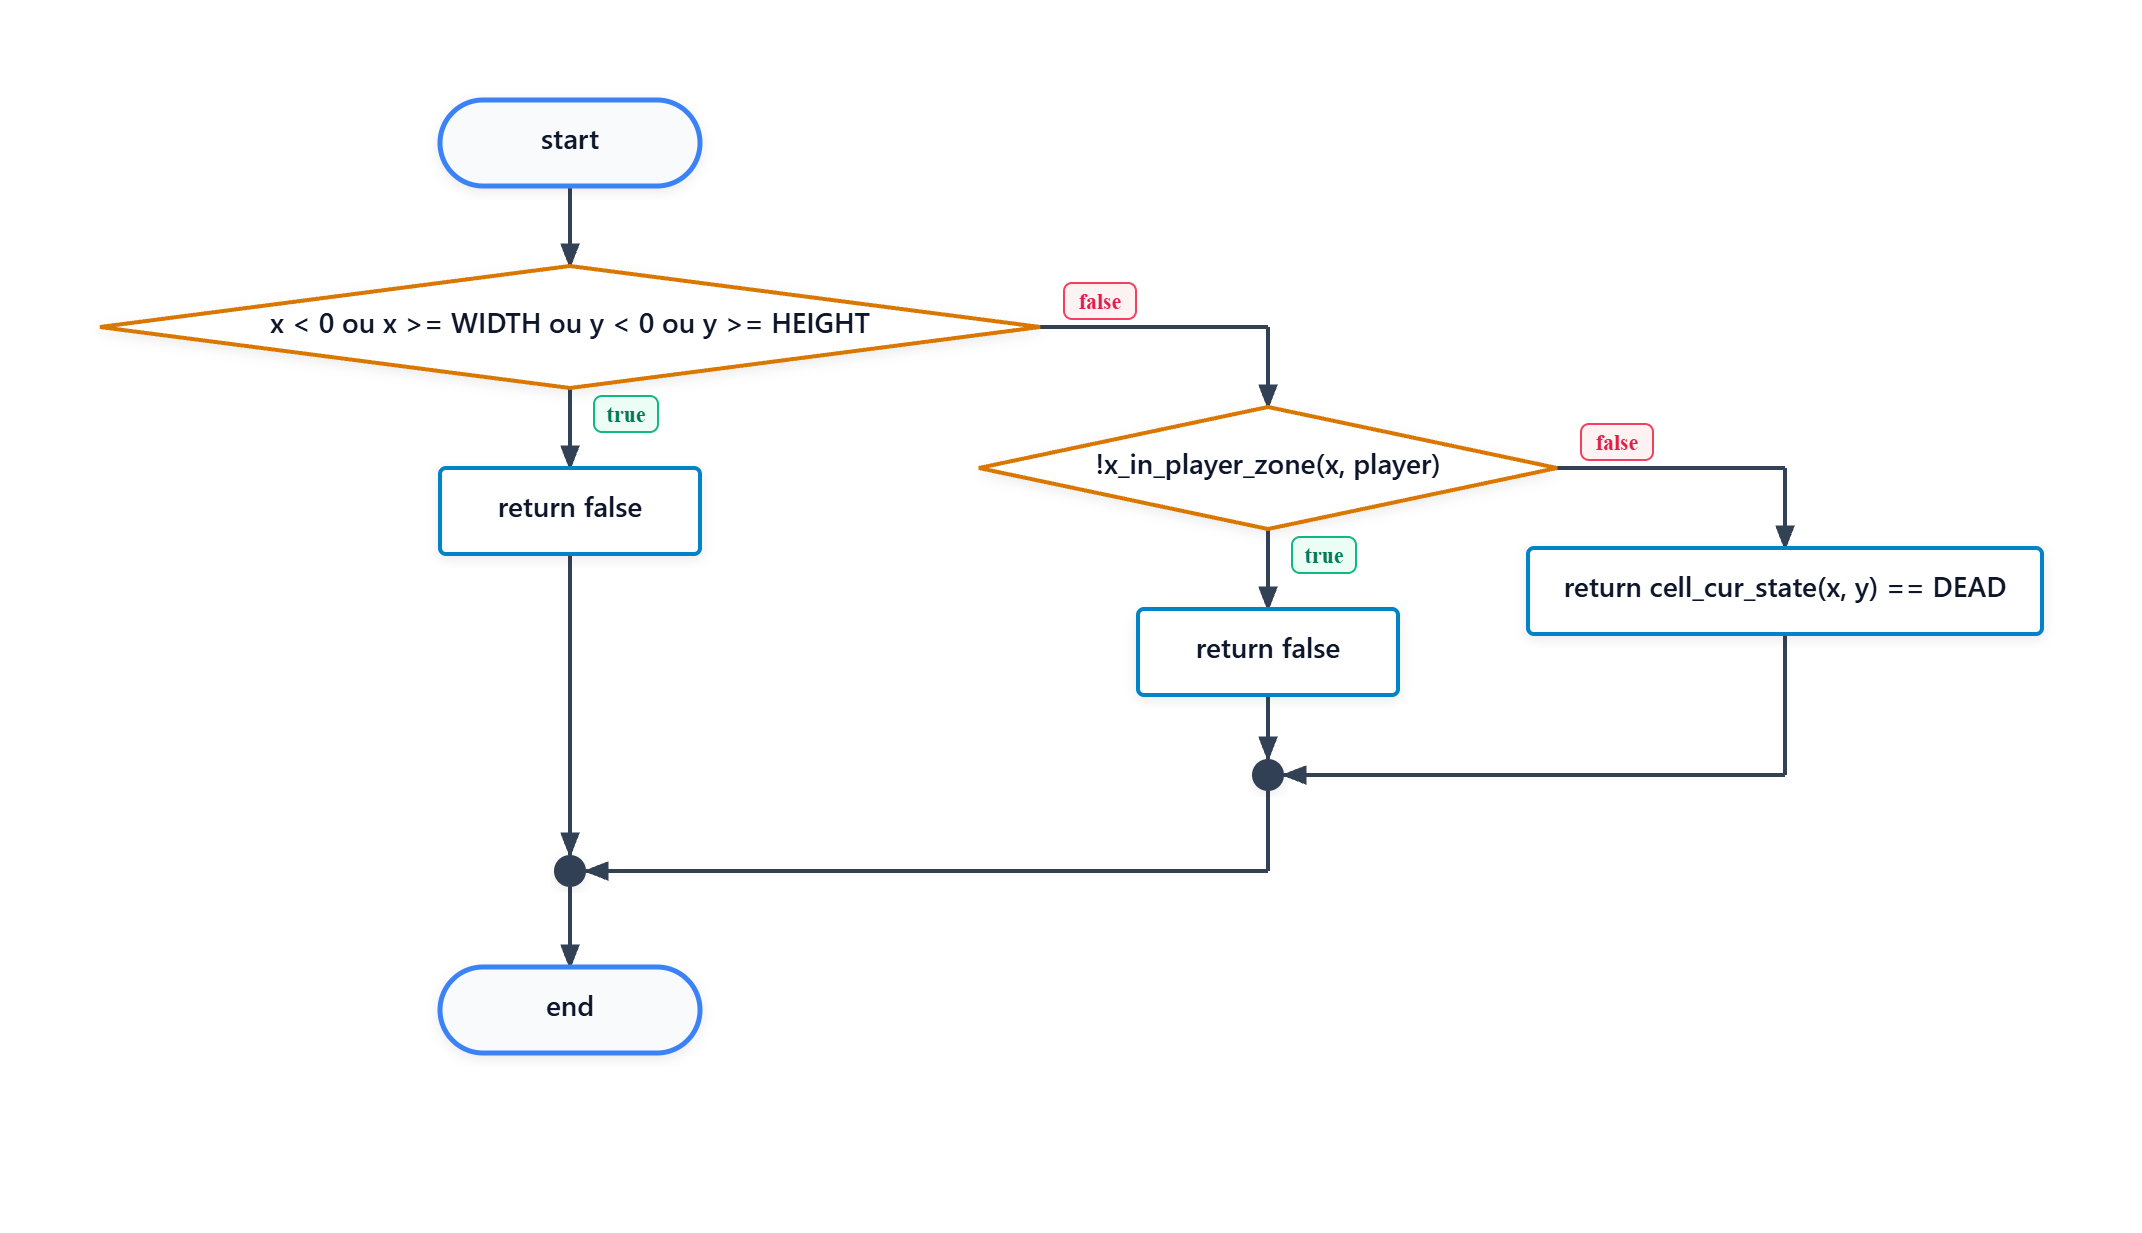 start
x < 0 ou x >= WIDTH ou y < 0 ou y >= HEIGHT
false
true
return false
!x_in_player_zone(x, player)
false
true
return false
return cell_cur_state(x, y) == DEAD
end